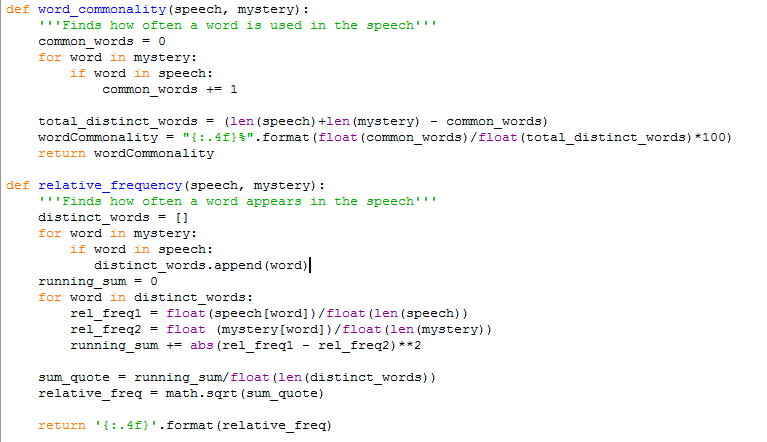 def word_commonality(speech, mystery):
    '''Finds how often a word is used in the speech'''
    common_words = 0
    for word in mystery:
        if word in speech:
            common_words += 1

    total_distinct_words = (len(speech)+len(mystery) - common_words)
    wordCommonality = "{:.4f}%".format(float(common_words)/float(total_distinct_words)*100)
    return wordCommonality

def relative_frequency(speech, mystery):
    '''Finds how often a word appears in the speech'''
    distinct_words = []
    for word in mystery:
        if word in speech:
           distinct_words.append(word)
    running_sum = 0
    for word in distinct_words:
        rel_freq1 = float(speech[word])/float(len(speech))
        rel_freq2 = float (mystery[word])/float(len(mystery))
        running_sum += abs(rel_freq1 - rel_freq2)**2

    sum_quote = running_sum/float(len(distinct_words))
    relative_freq = math.sqrt(sum_quote)

    return '{:.4f}'.format(relative_freq)